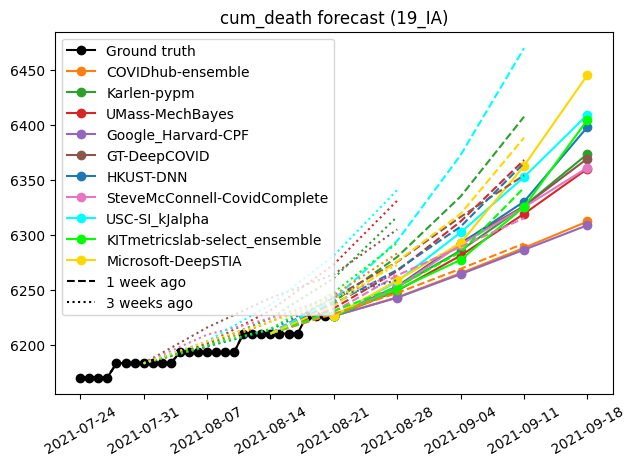 cum_death forecast (19_IA)
6450
6400
6350
6300
6250
6200
Ground truth
COVIDhub-ensemble
Karlen-pypm
UMass-MechBayes
Google_Harvard-CPF
GT-DeepCOVID
HKUST-DNN
SteveMcConnell-CovidComplete
USC-SI_kJalpha
KITmetricslab-select_ensemble
Microsoft-DeepSTIA
1 week ago
3 weeks ago
2021-07-24
2021-07-31
2021-08-07
2021-08-14
2021-08-21
2021-08-28
2021-09-04
2021-09-11
2021-09-18